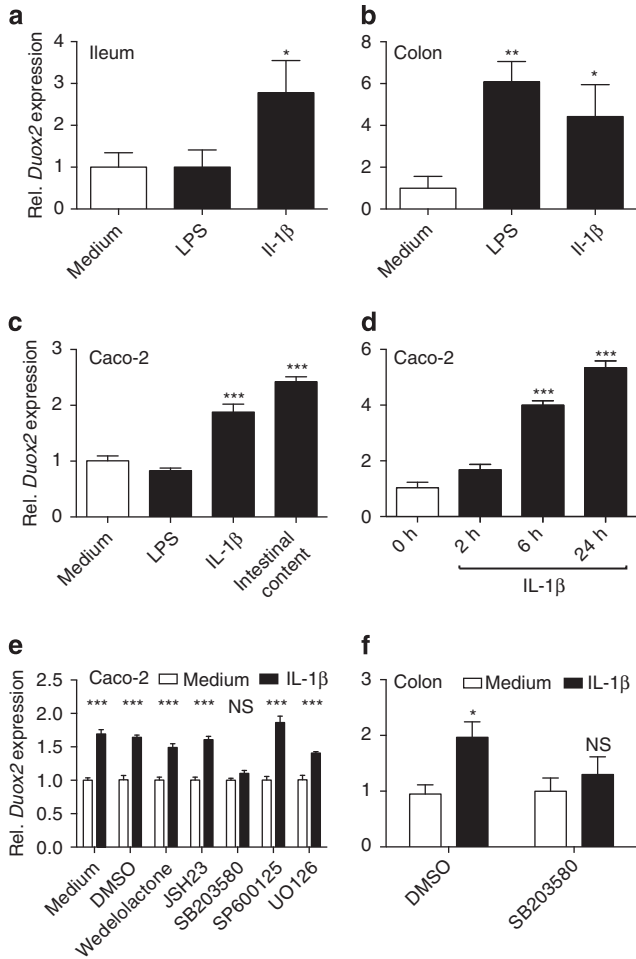 a
Ileum
Rel. Duox2 expression
4
3
2
1
0
*
Medium
LPS
Il-1β
b
Colon
8
6
4
2
0
**
*
Medium
LPS
Il-1β
c
Caco-2
Rel. Duox2 expression
3
2
1
0
***
***
Medium
LPS
IL-1β
Intestinal
content
d
Caco-2
6
4
2
0
***
***
0 h
2 h
6 h
24 h
IL-1β
e
Caco-2
Medium
IL-1β
Rel. Duox2 expression
2.5
2.0
1.5
1.0
0.5
0.0
*** *** *** *** NS *** ***
Medium
DMSO
Wedelolactone
JSH23
SB203580
SP600125
UO126
f
Colon
Medium
IL-1β
3
2
1
0
*
NS
DMSO
SB203580